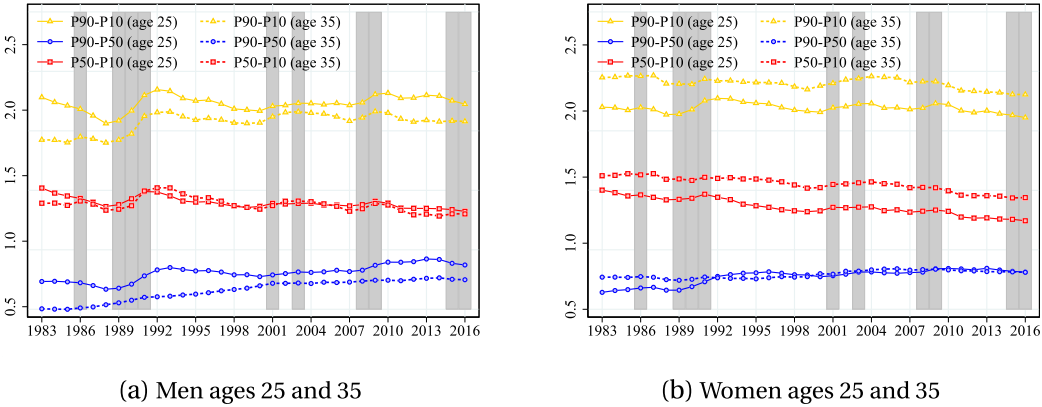 P90-P10 (age 25) P90-P10 (age 35)
P90-P50 (age 25) P90-P50 (age 35)
P50-P10 (age 25) P50-P10 (age 35)
2.5
2.0
1.5
1.0
0.5
1983 1986 1989 1992 1995 1998 2001 2004 2007 2010 2013 2016
(a) Men ages 25 and 35
P90-P10 (age 25) P90-P10 (age 35)
P90-P50 (age 25) P90-P50 (age 35)
P50-P10 (age 25) P50-P10 (age 35)
2.5
2.0
1.5
1.0
0.5
1983 1986 1989 1992 1995 1998 2001 2004 2007 2010 2013 2016
(b) Women ages 25 and 35